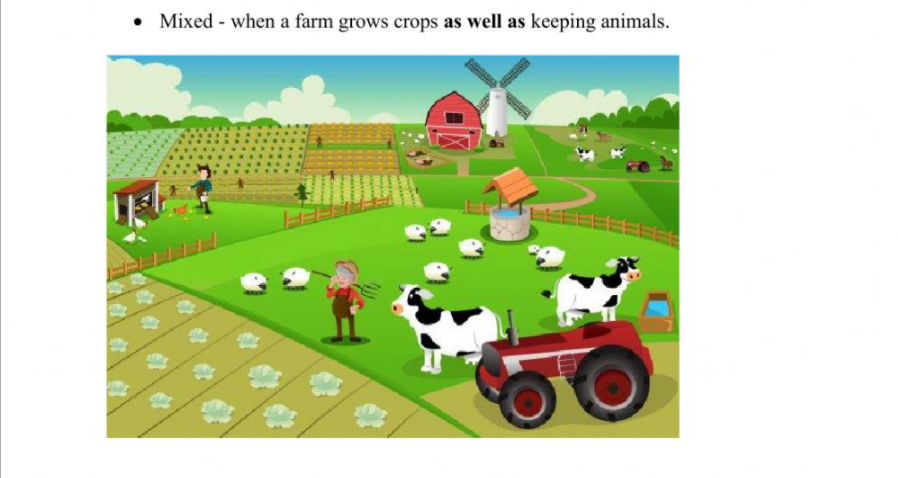 • Mixed - when a farm grows crops as well as keeping animals.